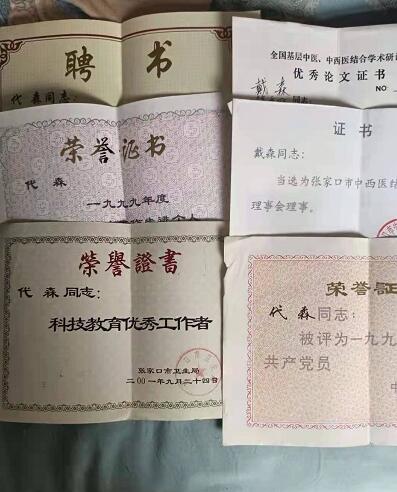 聘书
代森同志:
荣誉证书
代 森
一九九九年度
荣誉證書
代森同志:
科技教育优秀工作者
张家口市卫生局
二00一年九月二十四日
全国基层中医、中西医结合学术研讨
优秀论文证书
NO
戴森
同志:
证书
戴森同志:
当选为张家口市中西医结
理事会理事。
荣誉証
代森同志:
被评为一九九
共产党员